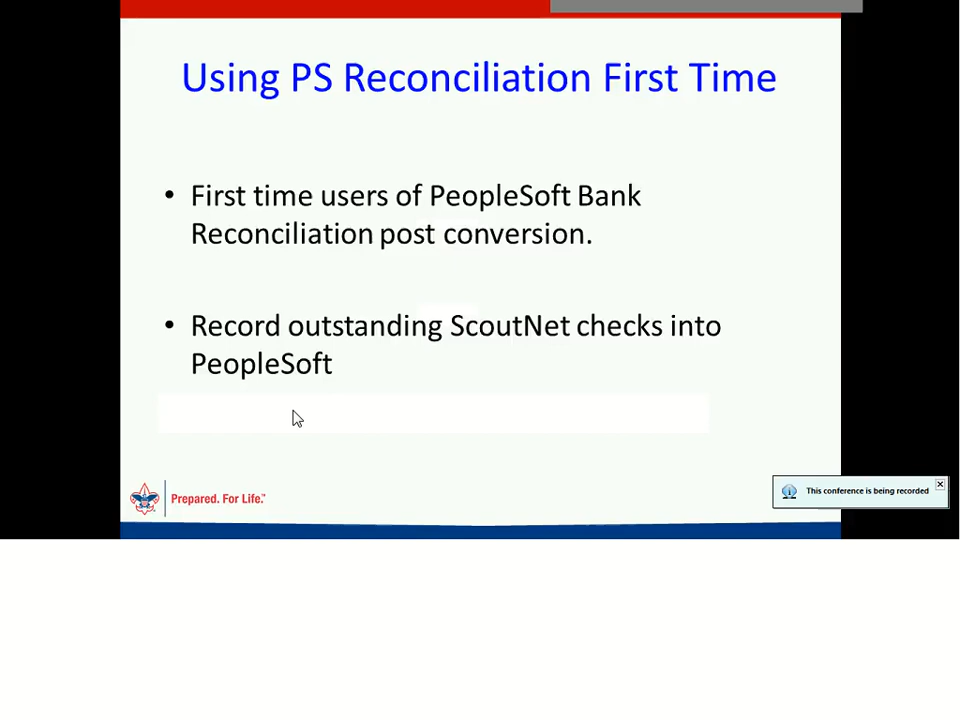 Using PS Reconciliation First Time
• First time users of PeopleSoft Bank
Reconciliation post conversion.
• Record outstanding ScoutNet checks into
PeopleSoft
Prepared. For Life.™
This conference is being recorded